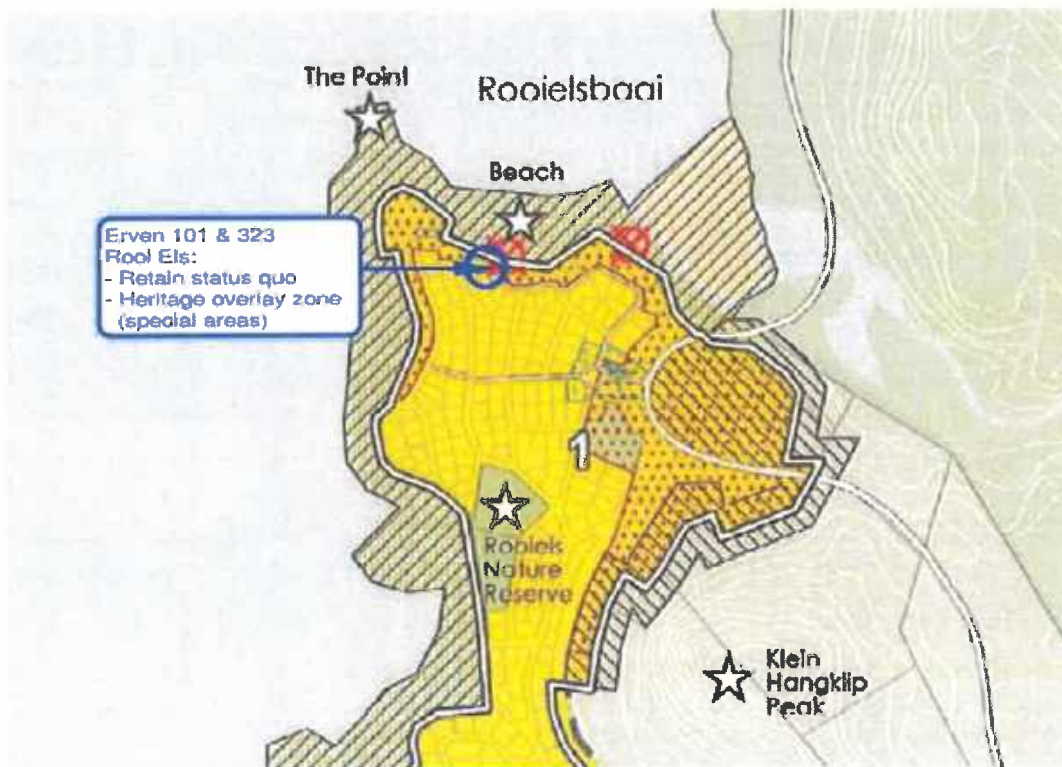 The Point
Rooielsbaai
Beach
Erven 101 & 323
Rooi Els:
- Retain status quo
- Heritage overlay zone
(special areas)
1
Rooiels
Nature
Reserve
Klein
Hangklip
Peak